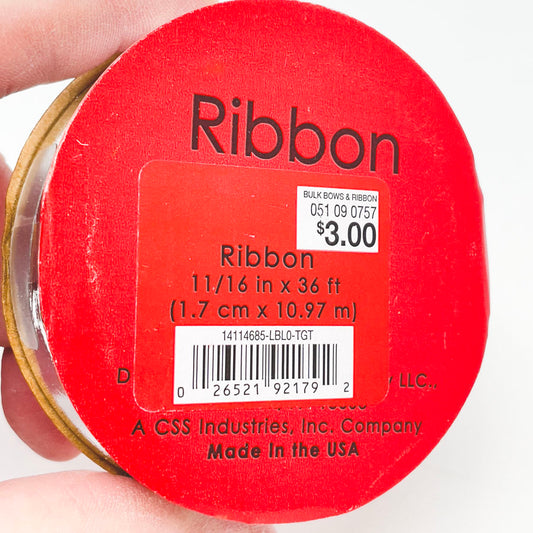 Ribbon
BULK BOWS & RIBBON
051 09 0757
$3.00
Ribbon
11/16 in x 36 ft
(1.7 cm x 10.97 m)
14114685-LBL0-TGT
0 26521 92179 2
LLC.,
A CSS Industries, Inc. Company
Made in the USA